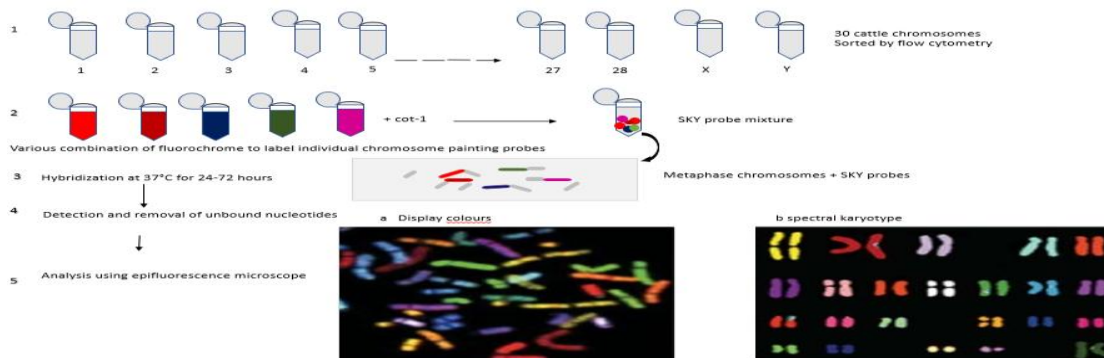 1
30 cattle chromosomes
Sorted by flow cytometry
1 2 3 4 5 27 28 X Y
2
+ cot-1
SKY probe mixture
Various combination of fluorochrome to label individual chromosome painting probes
3 Hybridization at 37°C for 24-72 hours
Metaphase chromosomes + SKY probes
4 Detection and removal of unbound nucleotides
a Display colours
b spectral karyotype
5 Analysis using epifluorescence microscope